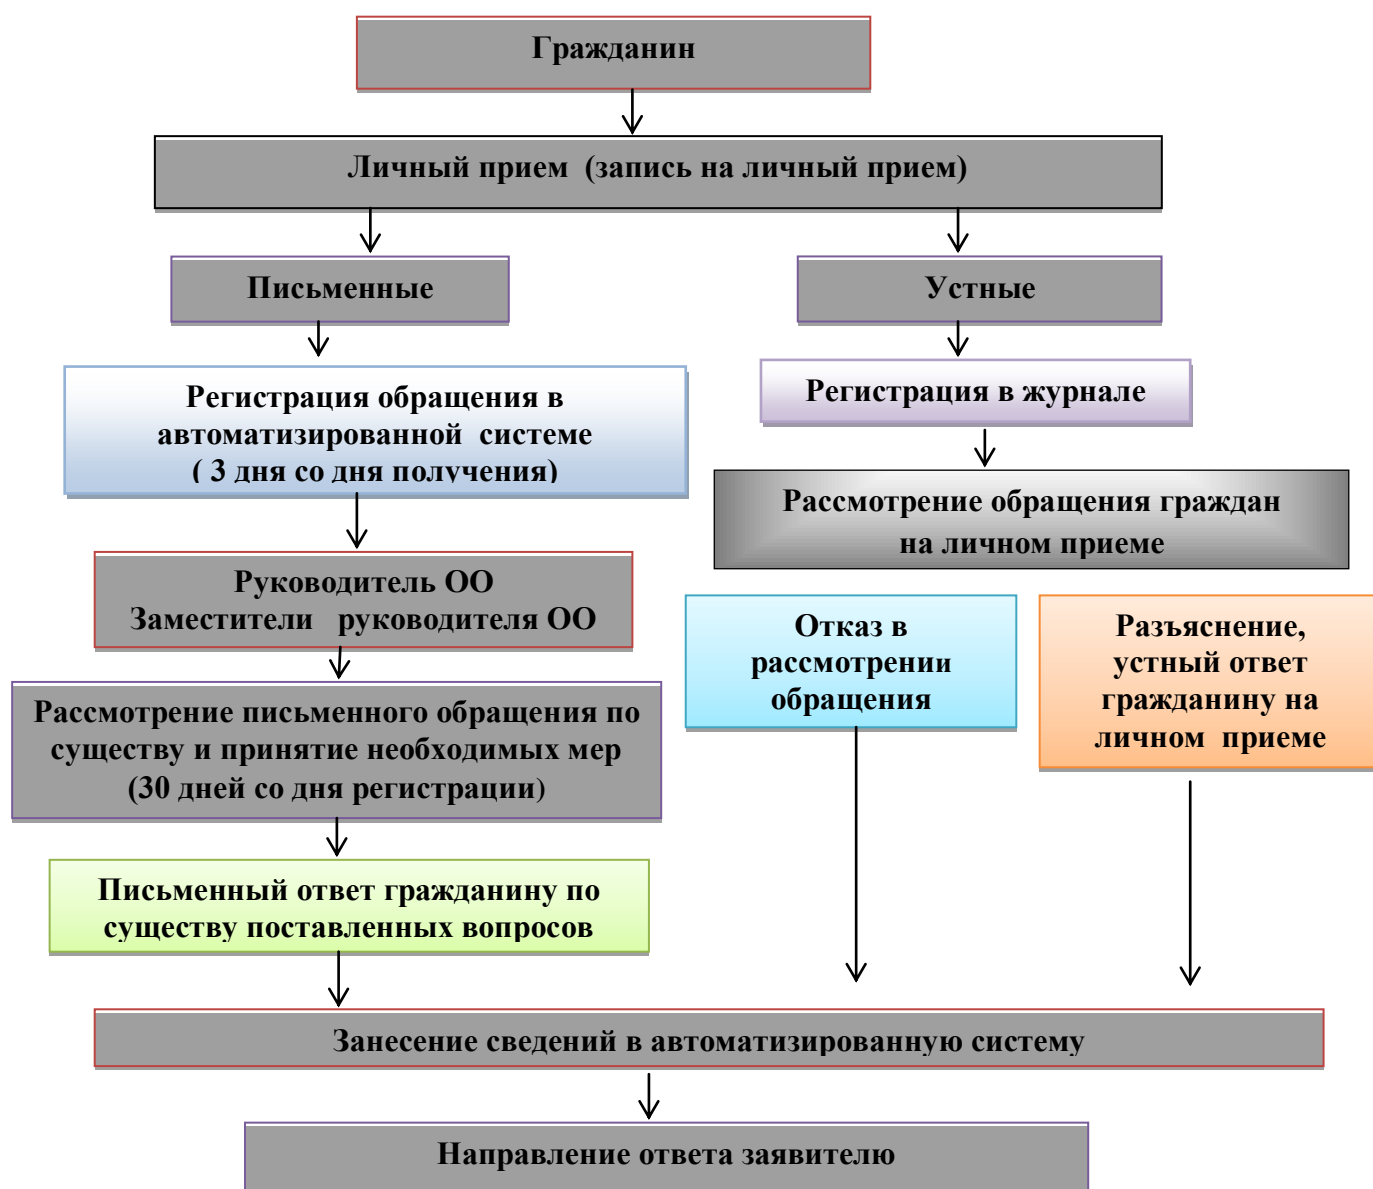 Гражданин
Личный прием (запись на личный прием)
Письменные
Устные
Регистрация обращения в
автоматизированной системе
( 3 дня со дня получения)
Регистрация в журнале
Рассмотрение обращения граждан
на личном приеме
Руководитель ОО
Заместители руководителя ОО
Отказ в
рассмотрении
обращения
Разъяснение,
устный ответ
гражданину на
личном приеме
Рассмотрение письменного обращения по
существу и принятие необходимых мер
(30 дней со дня регистрации)
Письменный ответ гражданину по
существу поставленных вопросов
Занесение сведений в автоматизированную систему
Направление ответа заявителю